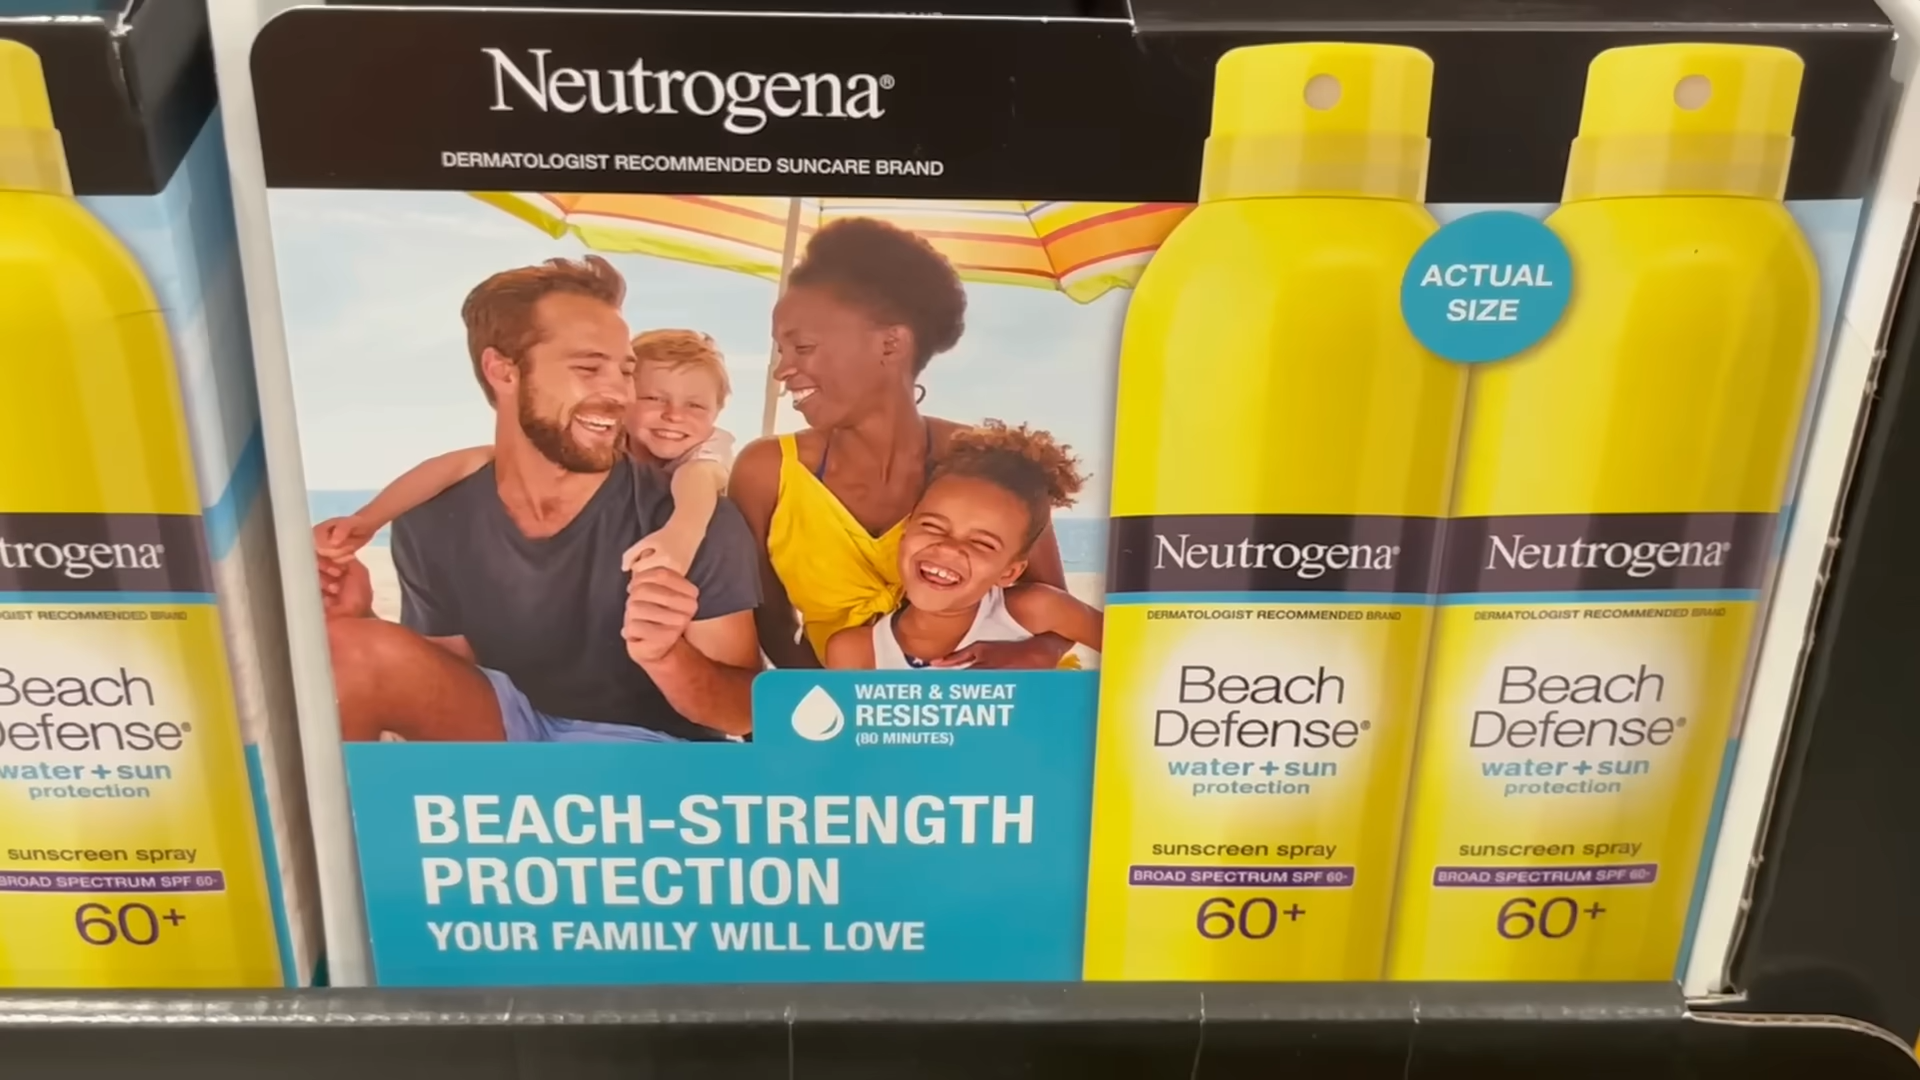 Neutrogena®
DERMATOLOGIST RECOMMENDED SUNCARE BRAND
ACTUAL
SIZE
WATER & SWEAT
RESISTANT
(80 MINUTES)
BEACH-STRENGTH
PROTECTION
YOUR FAMILY WILL LOVE
trogena®
GIST RECOMMENDED BRAND
Beach
Defense®
water + sun
protection
sunscreen spray
BROAD SPECTRUM SPF 60+
60+
Neutrogena®
DERMATOLOGIST RECOMMENDED BRAND
Beach
Defense®
water + sun
protection
sunscreen spray
BROAD SPECTRUM SPF 60+
60+
Neutrogena®
DERMATOLOGIST RECOMMENDED BRAND
Beach
Defense®
water + sun
protection
sunscreen spray
BROAD SPECTRUM SPF 60+
60+